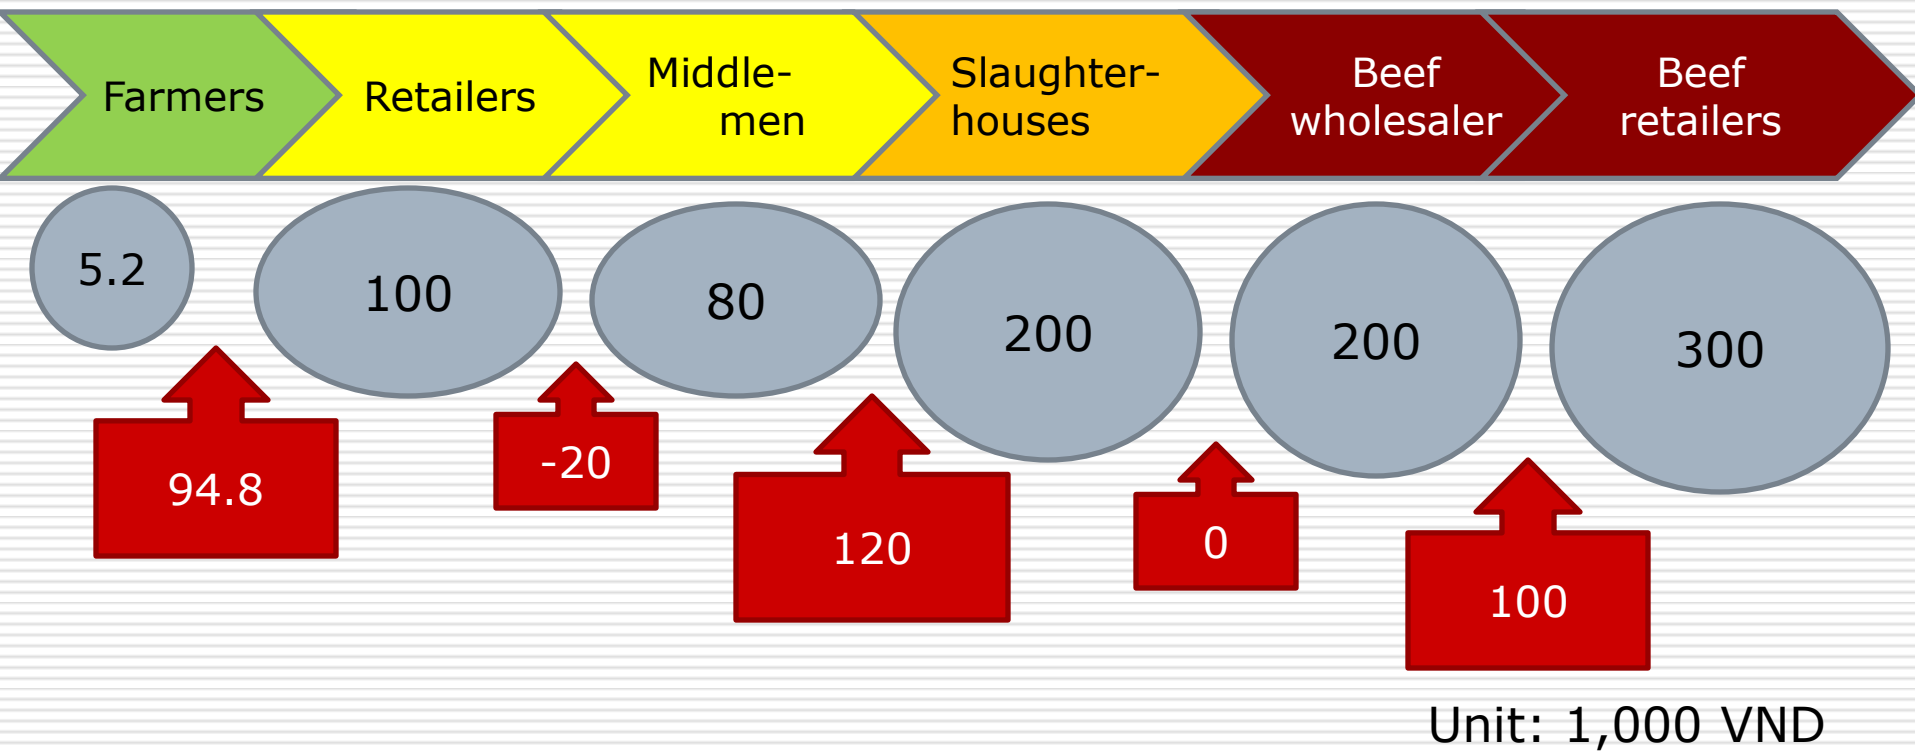 Farmers
Retailers
Middle-
men
Slaughter-
houses
Beef
wholesaler
Beef
retailers
5.2
100
80
200
200
300
94.8
-20
120
0
100
Unit: 1,000 VND